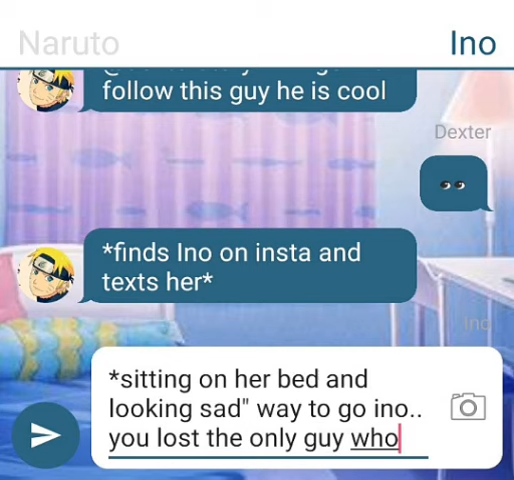 Naruto
Ino
follow this guy he is cool
Dexter
*finds Ino on insta and
texts her*
Ino
*sitting on her bed and
looking sad" way to go ino..
you lost the only guy who